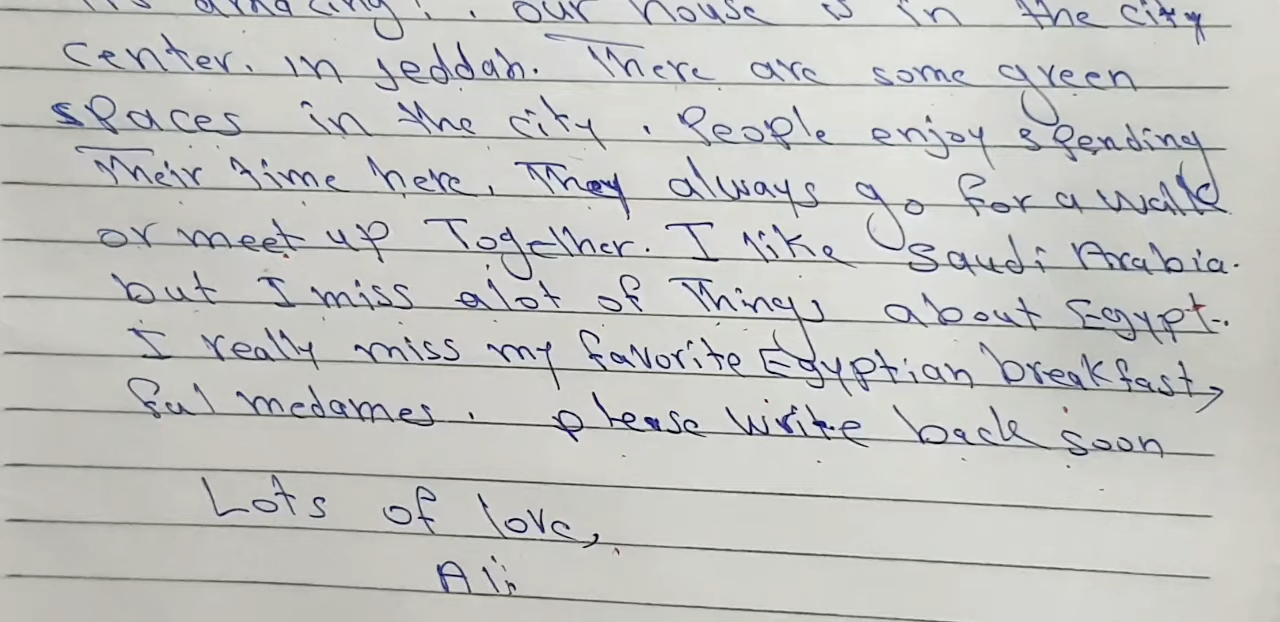 its amazing. our house is in the city
center. in jeddah. There are some green
spaces in the city. People enjoy spending
Their time here. They always go for a walk
or meet up Together. I like Saudi Arabia.
but I miss alot of Things about Egypt.
I really miss my favorite Egyptian breakfast,
ful medames. please write back soon
Lots of love,
Ali